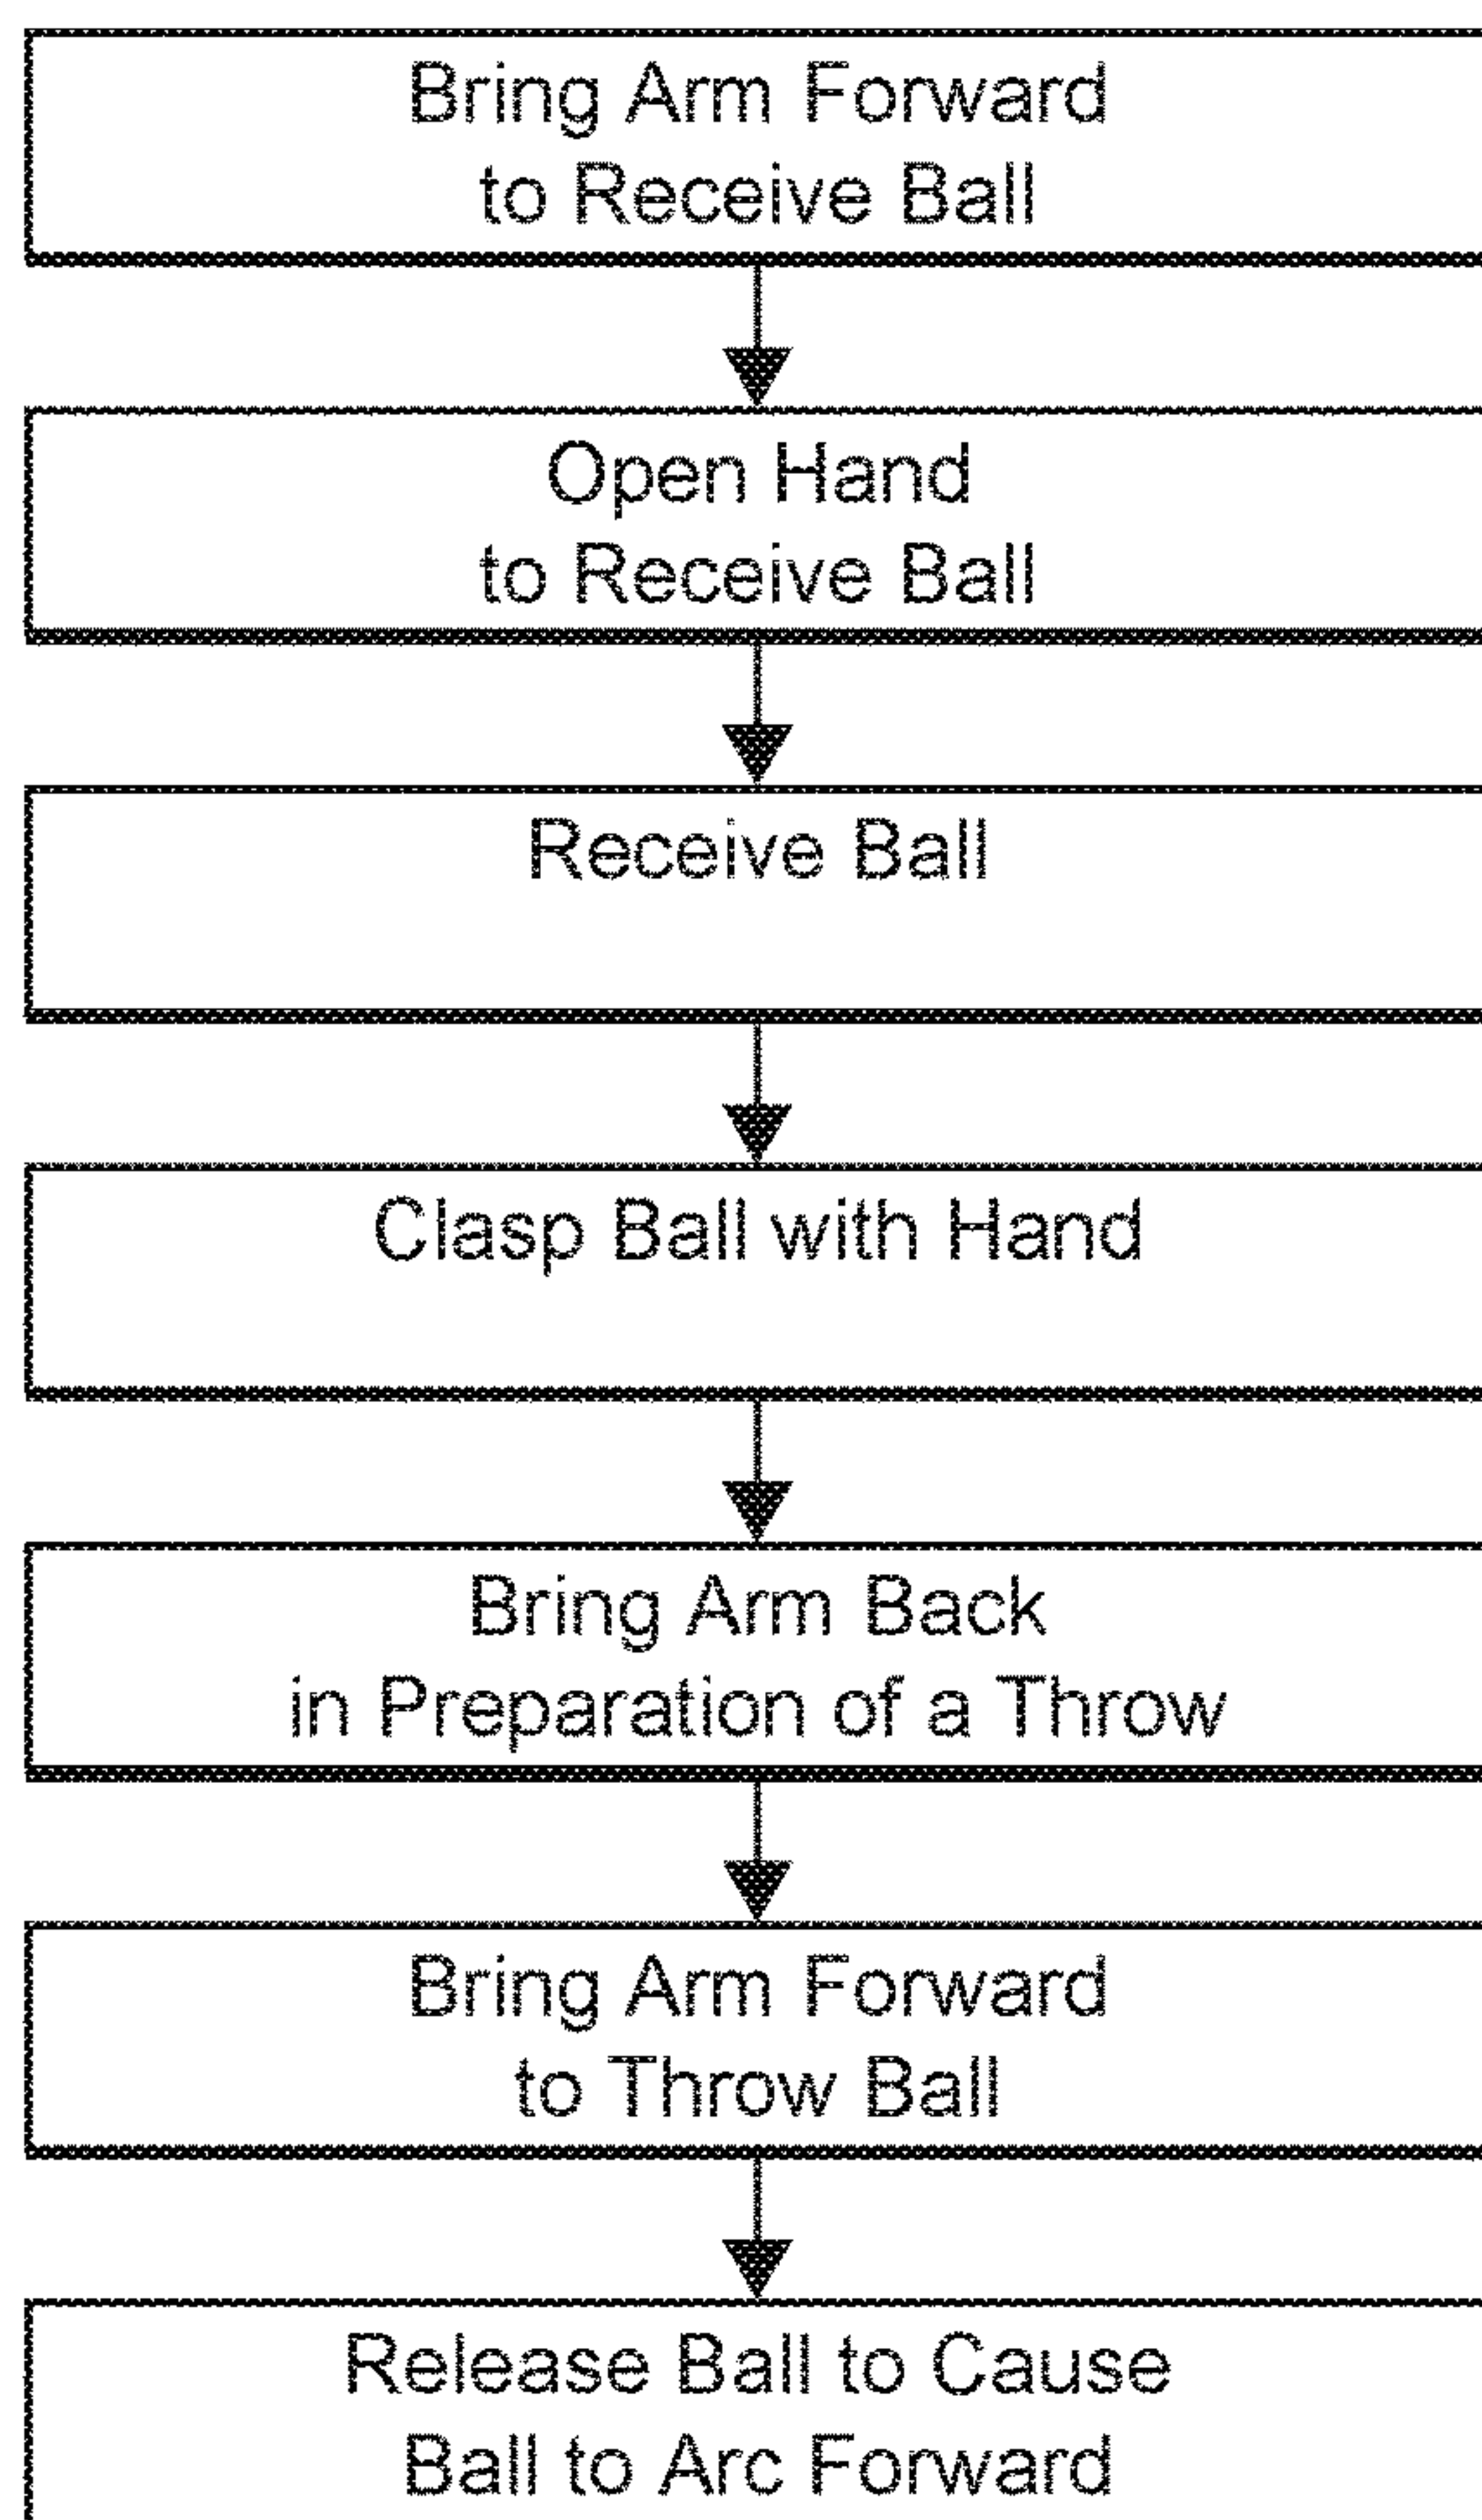 Bring Arm Forward
to Receive Ball
Open Hand
to Receive Ball
Receive Ball
Clasp Ball with Hand
Bring Arm Back
in Preparation of a Throw
Bring Arm Forward
to Throw Ball
Release Ball to Cause
Ball to Arc Forward